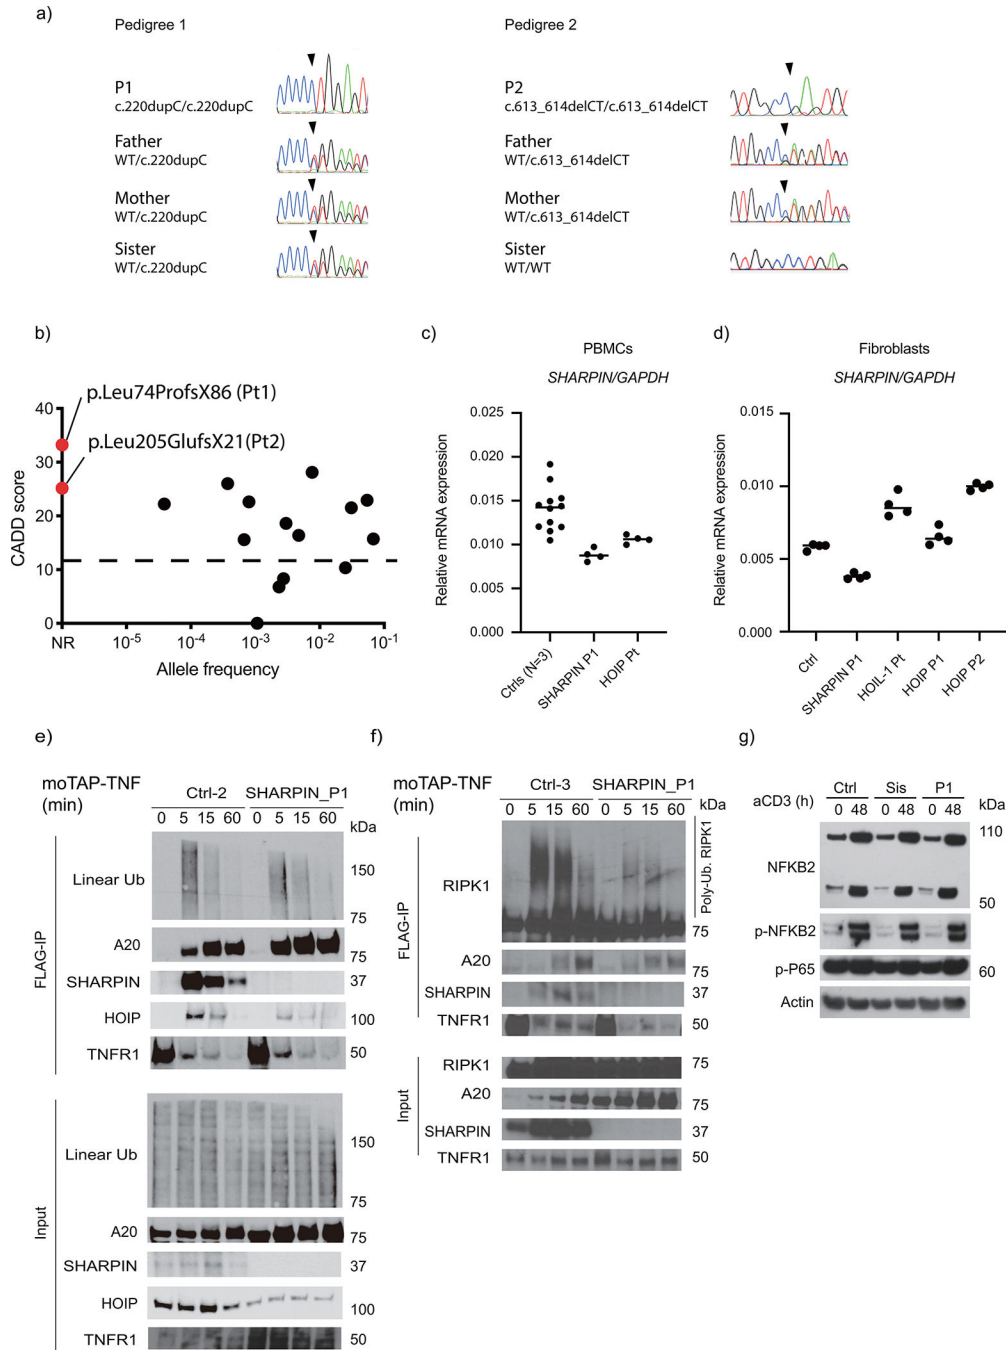 a)
Pedigree 1
Pedigree 2
P1
c.220dupC/c.220dupC
Father
WT/c.220dupC
Mother
WT/c.220dupC
Sister
WT/c.220dupC
P2
c.613_614delCT/c.613_614delCT
Father
WT/c.613_614delCT
Mother
WT/c.613_614delCT
Sister
WT/WT
b)
p.Leu74ProfsX86 (Pt1)
p.Leu205GlufsX21(Pt2)
CADD score
40
30
20
10
0
NR
10-5
10-4
10-3
10-2
10-1
Allele frequency
c)
PBMCs
SHARPIN/GAPDH
Relative mRNA expression
0.025
0.020
0.015
0.010
0.005
0.000
Ctrls (N=3)
SHARPIN P1
HOIP Pt
d)
Fibroblasts
SHARPIN/GAPDH
Relative mRNA expression
0.015
0.010
0.005
0.000
Ctrl
SHARPIN P1
HOIL-1 Pt
HOIP P1
HOIP P2
e)
moTAP-TNF
(min)
Ctrl-2
SHARPIN_P1
0 5 15 60 0 5 15 60
kDa
FLAG-IP
Linear Ub
150
75
A20
75
SHARPIN
37
HOIP
100
TNFR1
50
Input
Linear Ub
150
75
A20
75
SHARPIN
37
HOIP
100
TNFR1
50
f)
moTAP-TNF
(min)
Ctrl-3
SHARPIN_P1
0 5 15 60 0 5 15 60
kDa
FLAG-IP
RIPK1
Poly-Ub. RIPK1
75
A20
75
SHARPIN
37
TNFR1
50
Input
RIPK1
75
A20
75
SHARPIN
37
TNFR1
50
g)
Ctrl Sis P1
aCD3 (h)
0 48 0 48 0 48
kDa
110
NFKB2
50
p-NFKB2
p-P65
60
Actin